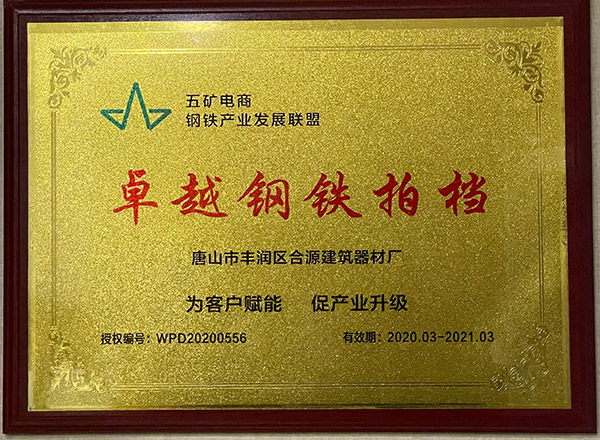 五矿电商
钢铁产业发展联盟
卓越钢铁拍档
唐山市丰润区合源建筑器材厂
为客户赋能 促产业升级
授权编号：WPD20200556 有效期：2020.03-2021.03